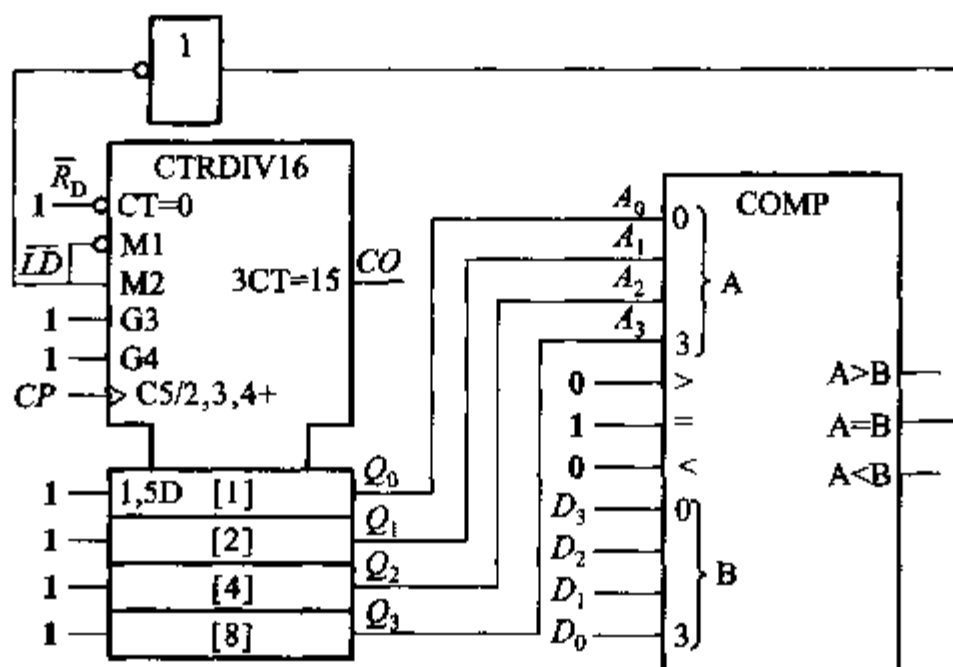 1
CTRDIV16
R̅_D
1
CT=0
L̅D̅
M1
M2
3CT=15
CO
1 G3
1 G4
CP C5/2,3,4+
1 1,5D [1] Q₀
1 [2] Q₁
1 [4] Q₂
1 [8] Q₃
COMP
A₀ 0
A₁
A₂
A₃ 3
A
0 >
1 =
0 <
A>B
A=B
A<B
D₃ 0
D₂
D₁
D₀ 3
B